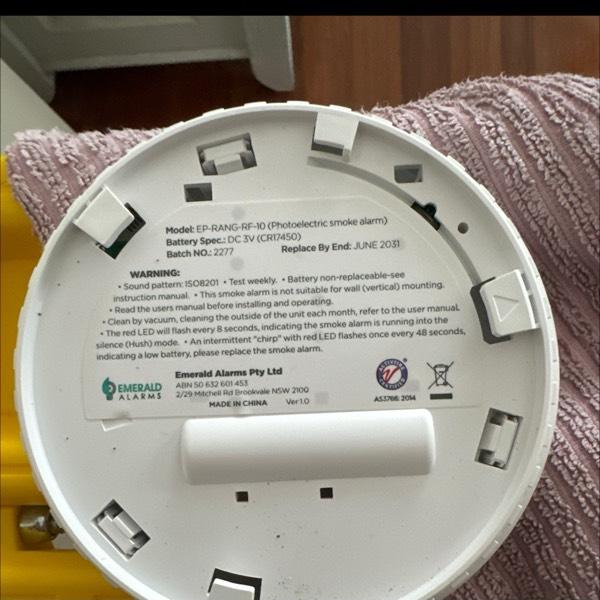 Model: EP-RANG-RF-10 (Photoelectric smoke alarm)
Battery Spec.: DC 3V (CR17450)
Batch NO.: 2277 Replace By End: JUNE 2031
WARNING:
• Sound pattern: ISO8201 • Test weekly. • Battery non-replaceable-see
instruction manual. • This smoke alarm is not suitable for wall (vertical) mounting.
• Read the users manual before installing and operating.
• Clean by vacuum, cleaning the outside of the unit each month, refer to the user manual.
• The red LED will flash every 8 seconds, indicating the smoke alarm is running into the
silence (Hush) mode. • An intermittent "chirp" with red LED flashes once every 48 seconds,
indicating a low battery, please replace the smoke alarm.
EMERALD
ALARMS
Emerald Alarms Pty Ltd
ABN 50 632 601 453
2/29 Mitchell Rd Brookvale NSW 2100
MADE IN CHINA Ver1.0
AS3786: 2014